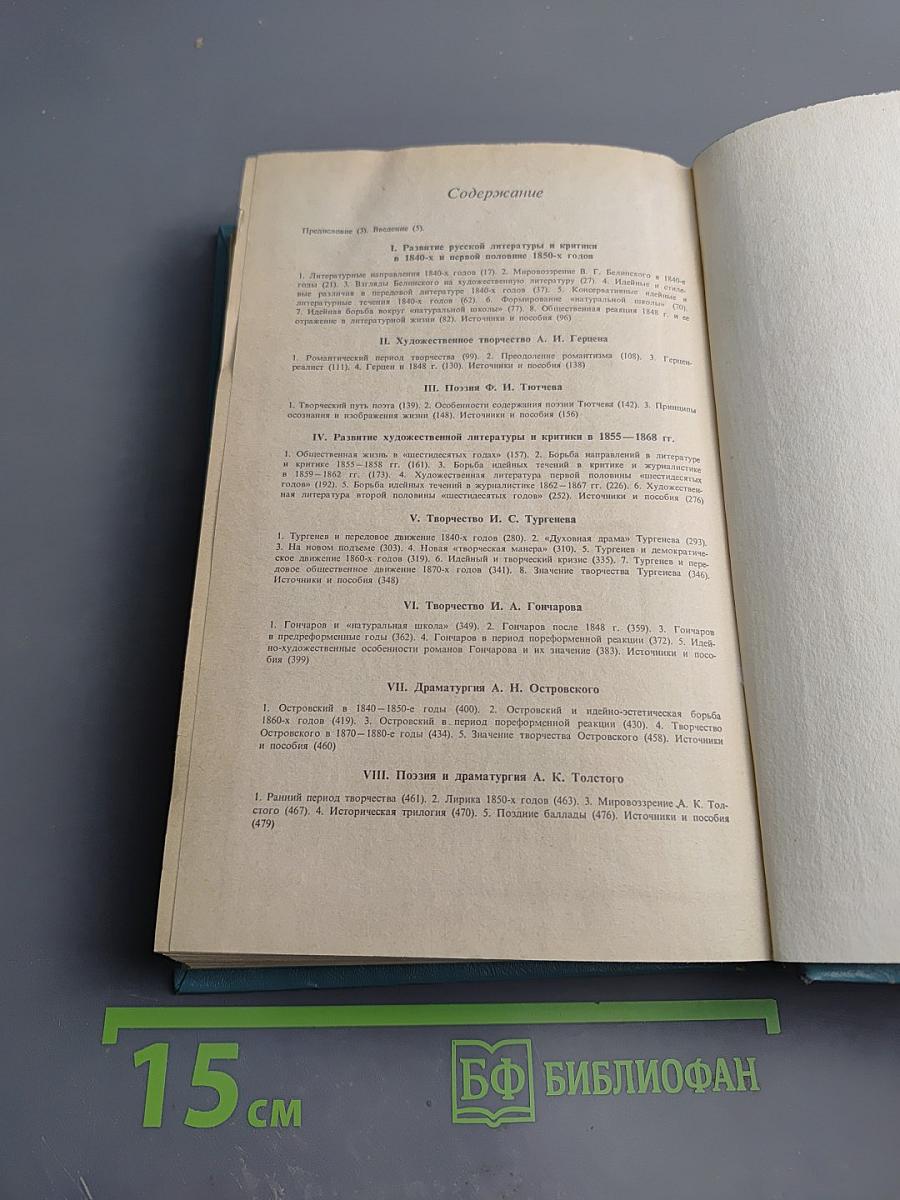 Содержание
Предисловие (3). Введение (5).
I. Развитие русской литературы и критики
в 1840-х и первой половине 1850-х годов
1. Литературные направления 1840-х годов (17). 2. Мировоззрение В. Г. Белинского в 1840-е
годы (21). 3. Взгляды Белинского на художественную литературу (27). 4. Идейные и стиле-
вые различия в передовой литературе 1840-х годов (37). 5. Консервативные идейные и
литературные течения 1840-х годов (62). 6. Формирование «натуральной школы» (70).
7. Идейная борьба вокруг «натуральной школы» (77). 8. Общественная реакция 1848 г. и ее
отражение в литературной жизни (82). Источники и пособия (96)
II. Художественное творчество А. И. Герцена
1. Романтический период творчества (99). 2. Преодоление романтизма (108). 3. Герцен-
реалист (111). 4. Герцен и 1848 г. (130). Источники и пособия (138)
III. Поэзия Ф. И. Тютчева
1. Творческий путь поэта (139). 2. Особенности содержания поэзии Тютчева (142). 3. Принципы
осознания и изображения жизни (148). Источники и пособия (156)
IV. Развитие художественной литературы и критики в 1855—1868 гг.
1. Общественная жизнь в «шестидесятых годах» (157). 2. Борьба направлений в литературе
и критике 1855—1858 гг. (161). 3. Борьба идейных течений в критике и журналистике
в 1859—1862 гг. (173). 4. Художественная литература первой половины «шестидесятых
годов» (192). 5. Борьба идейных течений в журналистике 1862—1867 гг. (226). 6. Художествен-
ная литература второй половины «шестидесятых годов» (252). Источники и пособия (276)
V. Творчество И. С. Тургенева
1. Тургенев и передовое движение 1840-х годов (280). 2. «Духовная драма» Тургенева (293).
3. На новом подъеме (303). 4. Новая «творческая манера» (310). 5. Тургенев и демократиче-
ское движение 1860-х годов (319). 6. Идейный и творческий кризис (335). 7. Тургенев и пере-
довое общественное движение 1870-х годов (341). 8. Значение творчества Тургенева (346).
Источники и пособия (348)
VI. Творчество И. А. Гончарова
1. Гончаров и «натуральная школа» (349). 2. Гончаров после 1848 г. (359). 3. Гончаров
в предреформенные годы (362). 4. Гончаров в период пореформенной реакции (372). 5. Идей-
но-художественные особенности романов Гончарова и их значение (383). Источники и посо-
бия (399)
VII. Драматургия А. Н. Островского
1. Островский в 1840—1850-е годы (400). 2. Островский и идейно-эстетическая борьба
1860-х годов (419). 3. Островский в период пореформенной реакции (430). 4. Творчество
Островского в 1870—1880-е годы (434). 5. Значение творчества Островского (458). Источники
и пособия (460)
VIII. Поэзия и драматургия А. К. Толстого
1. Ранний период творчества (461). 2. Лирика 1850-х годов (463). 3. Мировоззрение А. К. Тол-
стого (467). 4. Историческая трилогия (470). 5. Поздние баллады (476). Источники и пособия
(479)
15 см
БФ БИБЛИОФАН